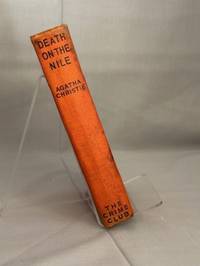 DEATH
ON·THE
NILE
AGATHA
CHRISTIE
THE
CRIME
CLUB